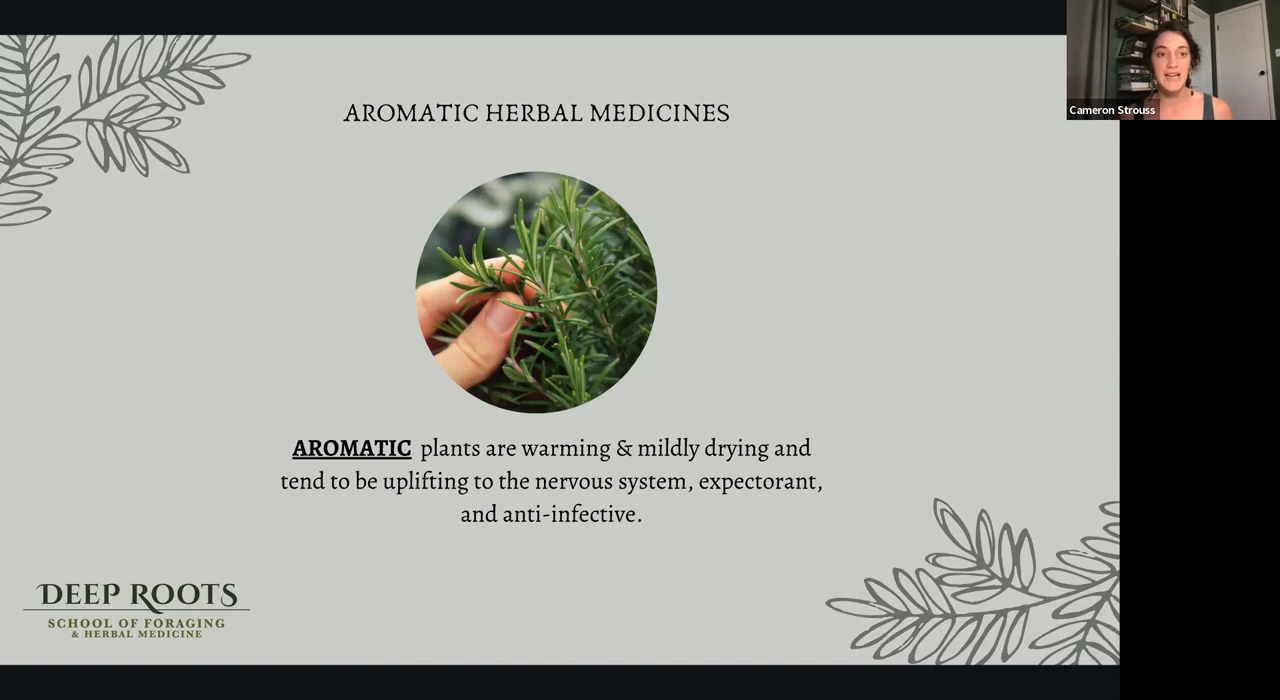 AROMATIC HERBAL MEDICINES
Cameron Strouss
AROMATIC plants are warming & mildly drying and
tend to be uplifting to the nervous system, expectorant,
and anti-infective.
DEEP ROOTS
SCHOOL OF FORAGING
& HERBAL MEDICINE